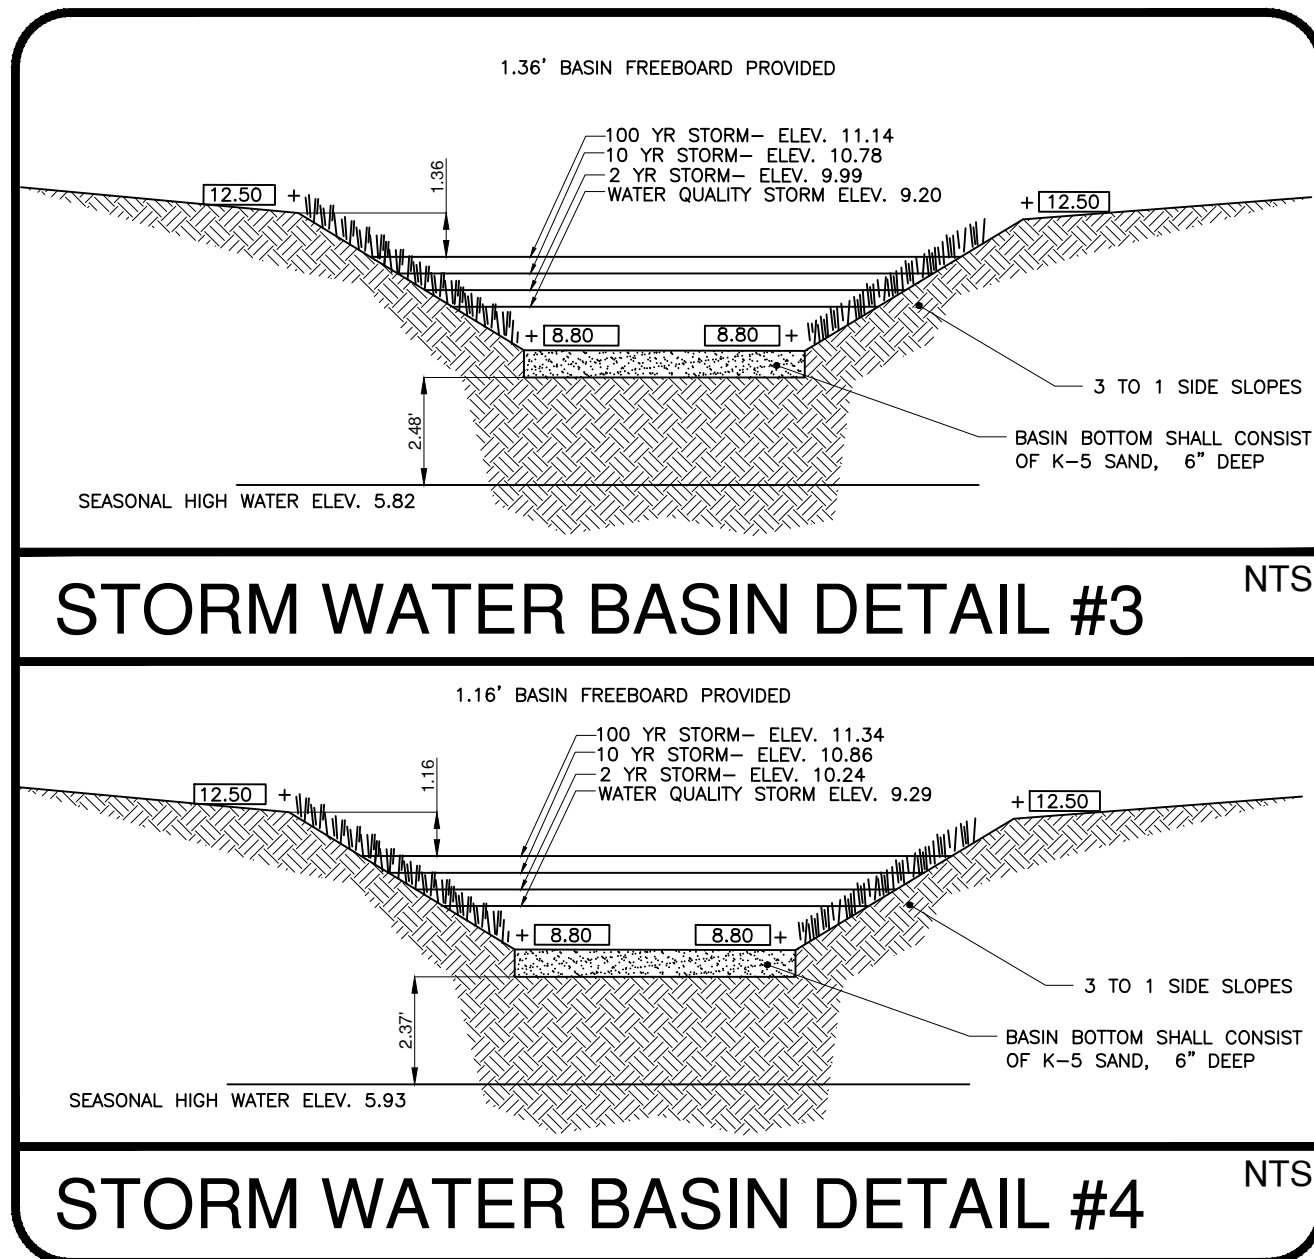 1.36' BASIN FREEBOARD PROVIDED
100 YR STORM– ELEV. 11.14
10 YR STORM– ELEV. 10.78
2 YR STORM– ELEV. 9.99
WATER QUALITY STORM ELEV. 9.20
1.36
12.50 +
+ 12.50
+ 8.80
8.80 +
3 TO 1 SIDE SLOPES
2.48'
BASIN BOTTOM SHALL CONSIST
OF K–5 SAND, 6" DEEP
SEASONAL HIGH WATER ELEV. 5.82
STORM WATER BASIN DETAIL #3
NTS
1.16' BASIN FREEBOARD PROVIDED
100 YR STORM– ELEV. 11.34
10 YR STORM– ELEV. 10.86
2 YR STORM– ELEV. 10.24
WATER QUALITY STORM ELEV. 9.29
1.16
12.50 +
+ 12.50
+ 8.80
8.80 +
3 TO 1 SIDE SLOPES
2.37'
BASIN BOTTOM SHALL CONSIST
OF K–5 SAND, 6" DEEP
SEASONAL HIGH WATER ELEV. 5.93
STORM WATER BASIN DETAIL #4
NTS